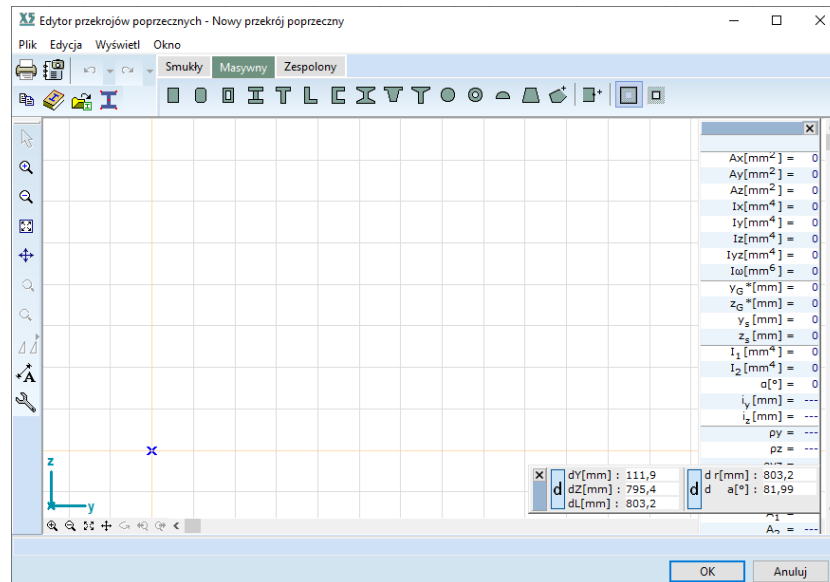 Edytor przekrojów poprzecznych - Nowy przekrój poprzeczny
Plik Edycja Wyświetl Okno
Smukły Masywny Zespolony
Ax[mm2] = 0
Ay[mm2] = 0
Az[mm2] = 0
Ix[mm4] = 0
Iy[mm4] = 0
Iz[mm4] = 0
Iyz[mm4] = 0
Iω[mm6] = 0
yG*[mm] = 0
zG*[mm] = 0
ys[mm] = 0
zs[mm] = 0
I1[mm4] = 0
I2[mm4] = 0
α[°] = 0
iy[mm] = ---
iz[mm] = ---
ρy = ---
ρz = ---
z
y
d
dY[mm] : 111,9
dZ[mm] : 795,4
dL[mm] : 803,2
d
d r[mm] : 803,2
d α[°] : 81,99
A2 = ---
OK Anuluj